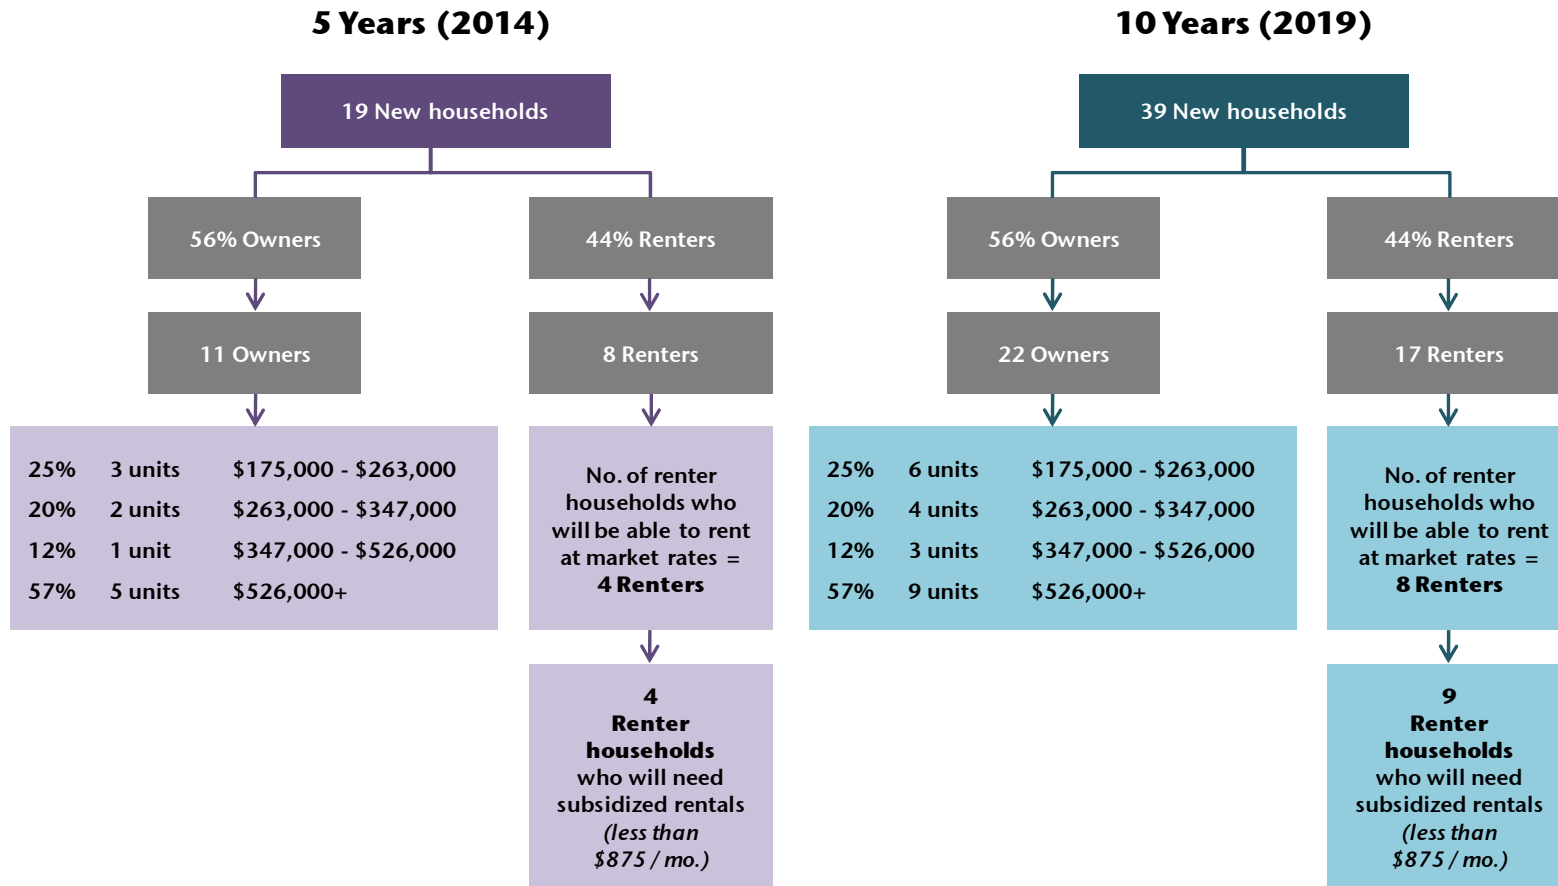 5 Years (2014)
19 New households
56% Owners
44% Renters
11 Owners
8 Renters
25% 3 units $175,000 - $263,000
20% 2 units $263,000 - $347,000
12% 1 unit $347,000 - $526,000
57% 5 units $526,000+
No. of renter
households who
will be able to rent
at market rates =
4 Renters
4
Renter
households
who will need
subsidized rentals
(less than
$875 / mo.)
10 Years (2019)
39 New households
56% Owners
44% Renters
22 Owners
17 Renters
25% 6 units $175,000 - $263,000
20% 4 units $263,000 - $347,000
12% 3 units $347,000 - $526,000
57% 9 units $526,000+
No. of renter
households who
will be able to rent
at market rates =
8 Renters
9
Renter
households
who will need
subsidized rentals
(less than
$875 / mo.)